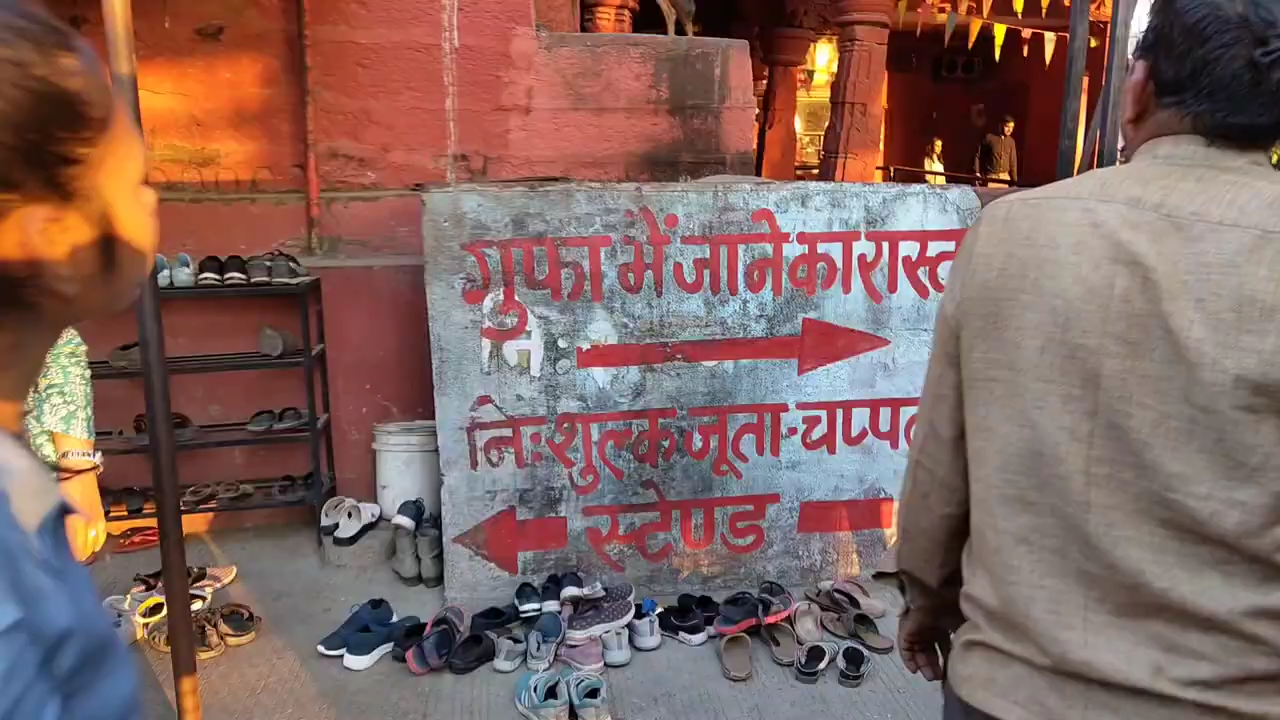 गुफा में जाने का रास्त
निःशुल्क जूता-चप्पल
स्टेण्ड